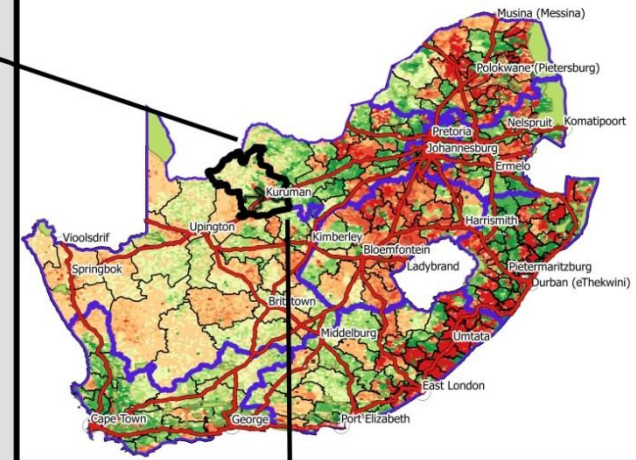 Musina (Messina)
Polokwane (Pietersburg)
Nelspruit
Komatipoort
Pretoria
Johannesburg
Ermelo
Kuruman
Harrismith
Upington
Kimberley
Vioolsdrif
Bloemfontein
Ladybrand
Pietermaritzburg
Springbok
Durban (eThekwini)
Britstown
Middelburg
Umtata
East London
Cape Town
George
Port Elizabeth